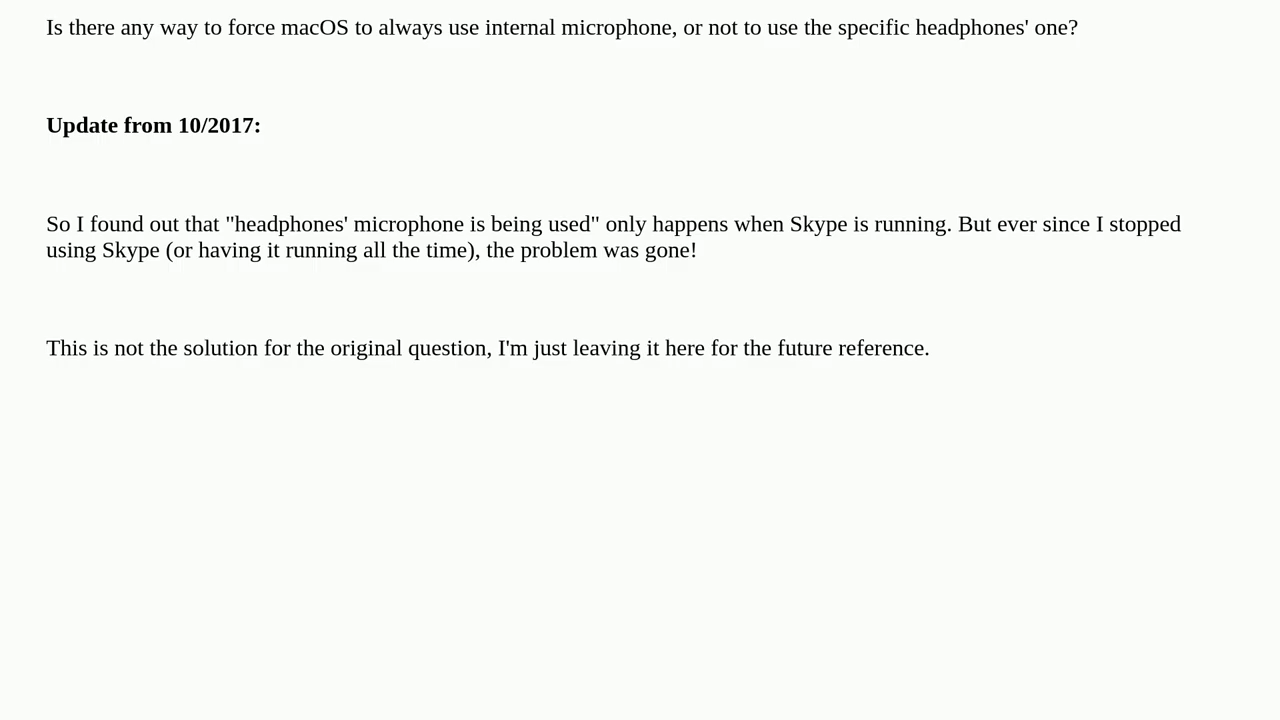 Is there any way to force macOS to always use internal microphone, or not to use the specific headphones' one?
Update from 10/2017:
So I found out that "headphones' microphone is being used" only happens when Skype is running. But ever since I stopped
using Skype (or having it running all the time), the problem was gone!
This is not the solution for the original question, I'm just leaving it here for the future reference.